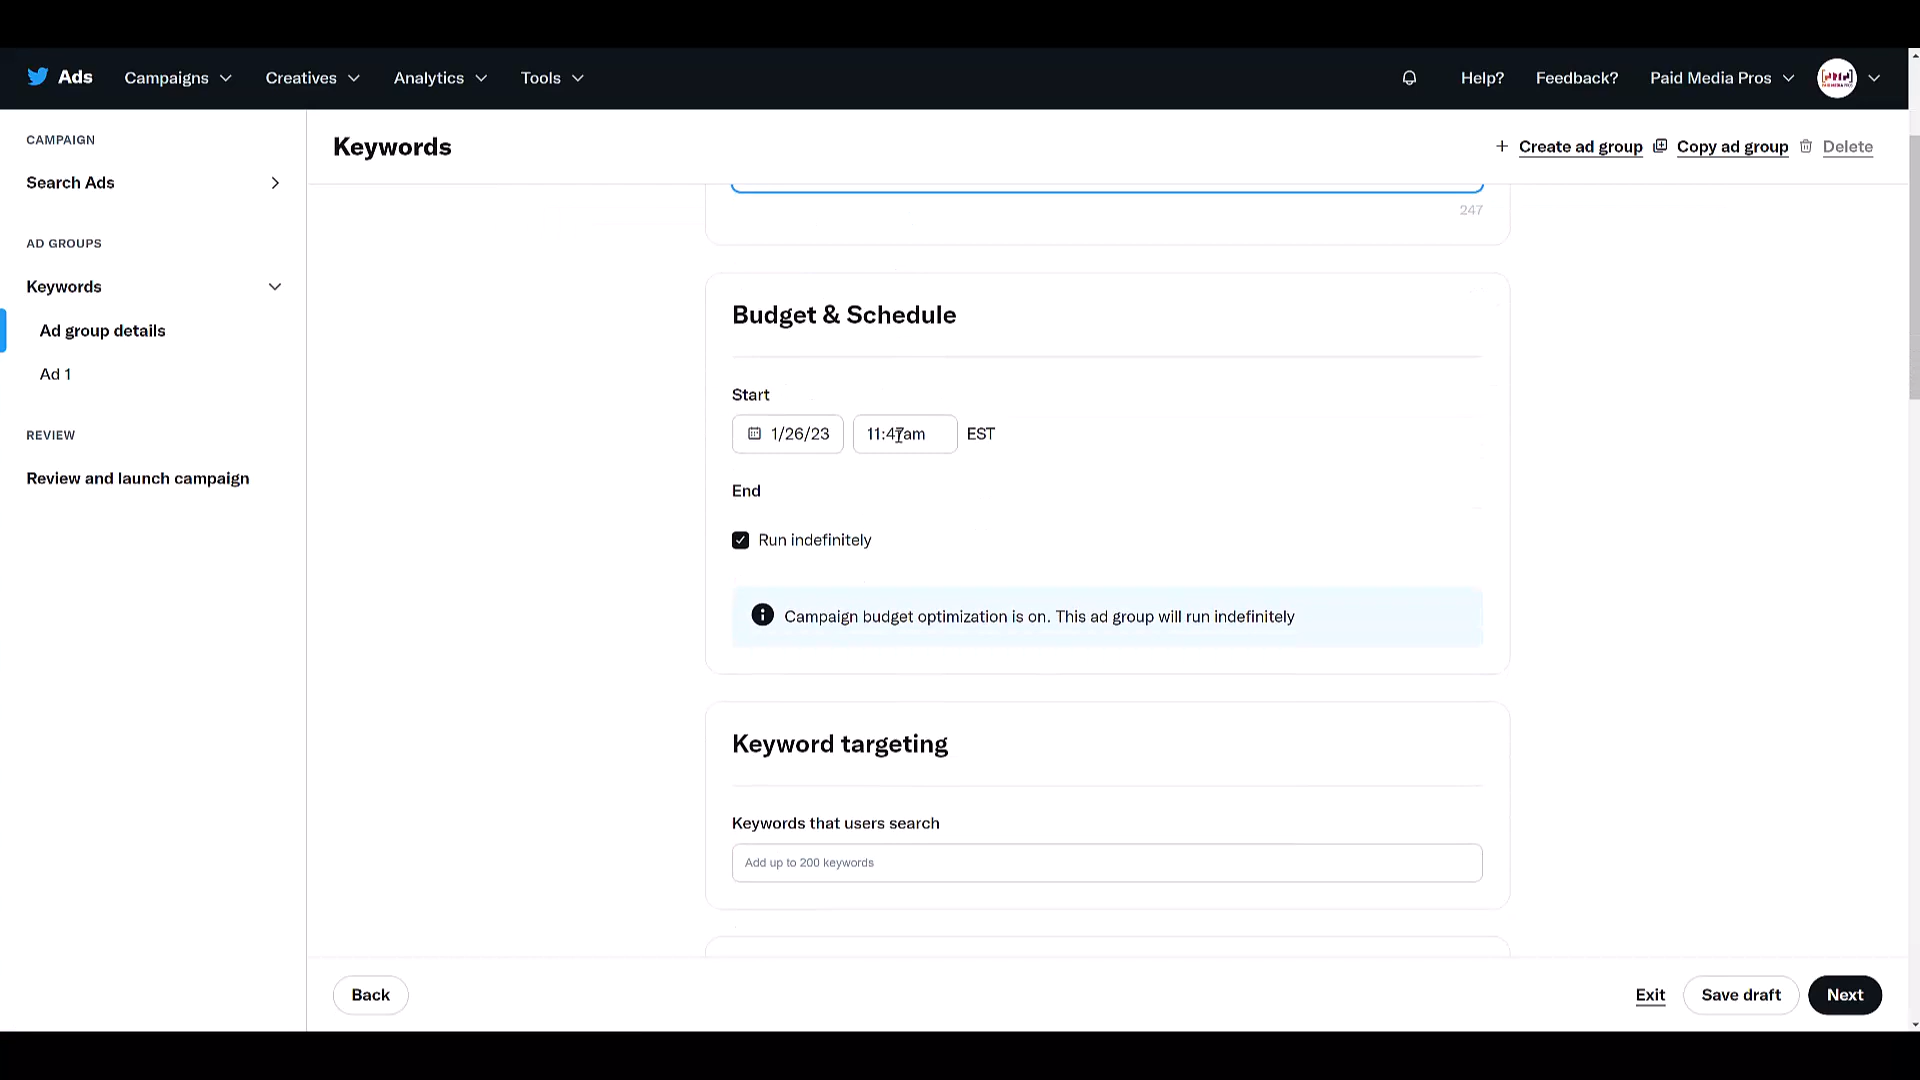 Ads Campaigns Creatives Analytics Tools Help? Feedback? Paid Media Pros
CAMPAIGN
Search Ads
AD GROUPS
Keywords
Ad group details
Ad 1
REVIEW
Review and launch campaign
Keywords
Create ad group Copy ad group Delete
247
Budget & Schedule
Start
1/26/23 11:47am EST
End
Run indefinitely
Campaign budget optimization is on. This ad group will run indefinitely
Keyword targeting
Keywords that users search
Add up to 200 keywords
Back Exit Save draft Next